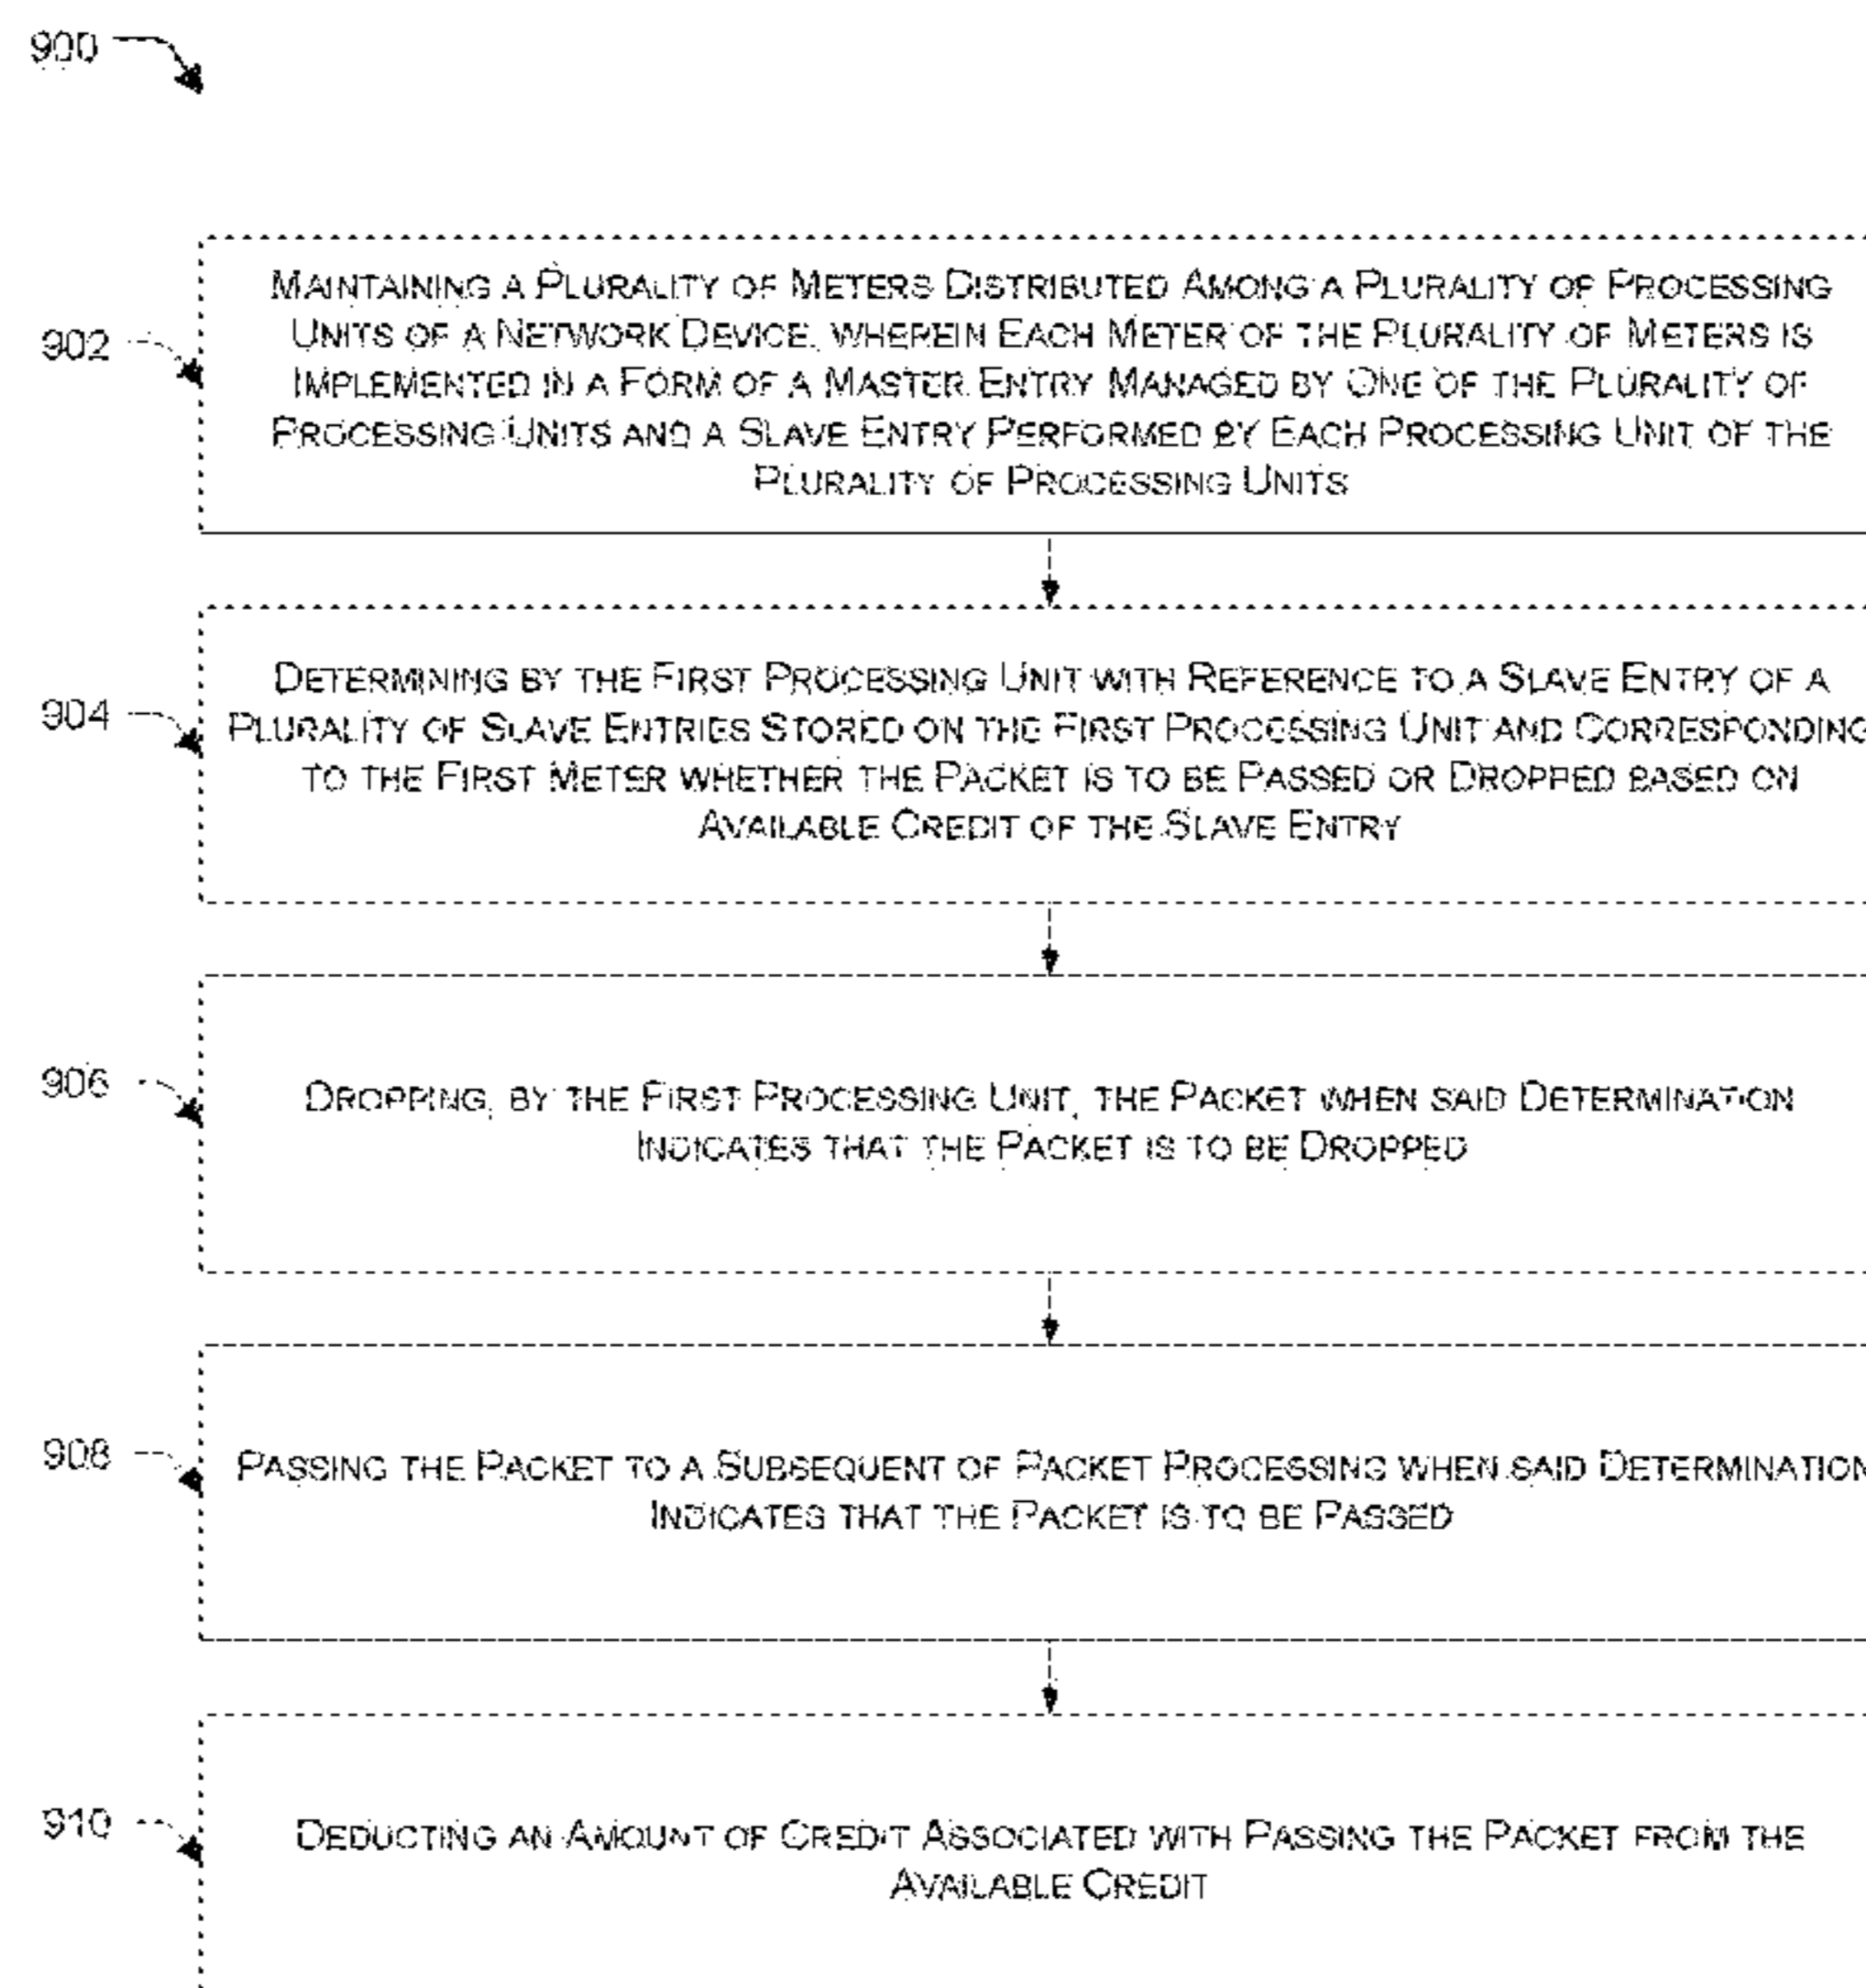 900
902
MAINTAINING A PLURALITY OF METERS DISTRIBUTED AMONG A PLURALITY OF PROCESSING
UNITS OF A NETWORK DEVICE, WHEREIN EACH METER OF THE PLURALITY OF METERS IS
IMPLEMENTED IN A FORM OF A MASTER ENTRY MANAGED BY ONE OF THE PLURALITY OF
PROCESSING UNITS AND A SLAVE ENTRY PERFORMED BY EACH PROCESSING UNIT OF THE
PLURALITY OF PROCESSING UNITS
904
DETERMINING BY THE FIRST PROCESSING UNIT WITH REFERENCE TO A SLAVE ENTRY OF A
PLURALITY OF SLAVE ENTRIES STORED ON THE FIRST PROCESSING UNIT AND CORRESPONDING
TO THE FIRST METER WHETHER THE PACKET IS TO BE PASSED OR DROPPED BASED ON
AVAILABLE CREDIT OF THE SLAVE ENTRY
906
DROPPING, BY THE FIRST PROCESSING UNIT, THE PACKET WHEN SAID DETERMINATION
INDICATES THAT THE PACKET IS TO BE DROPPED
908
PASSING THE PACKET TO A SUBSEQUENT OF PACKET PROCESSING WHEN SAID DETERMINATION
INDICATES THAT THE PACKET IS TO BE PASSED
910
DEDUCTING AN AMOUNT OF CREDIT ASSOCIATED WITH PASSING THE PACKET FROM THE
AVAILABLE CREDIT